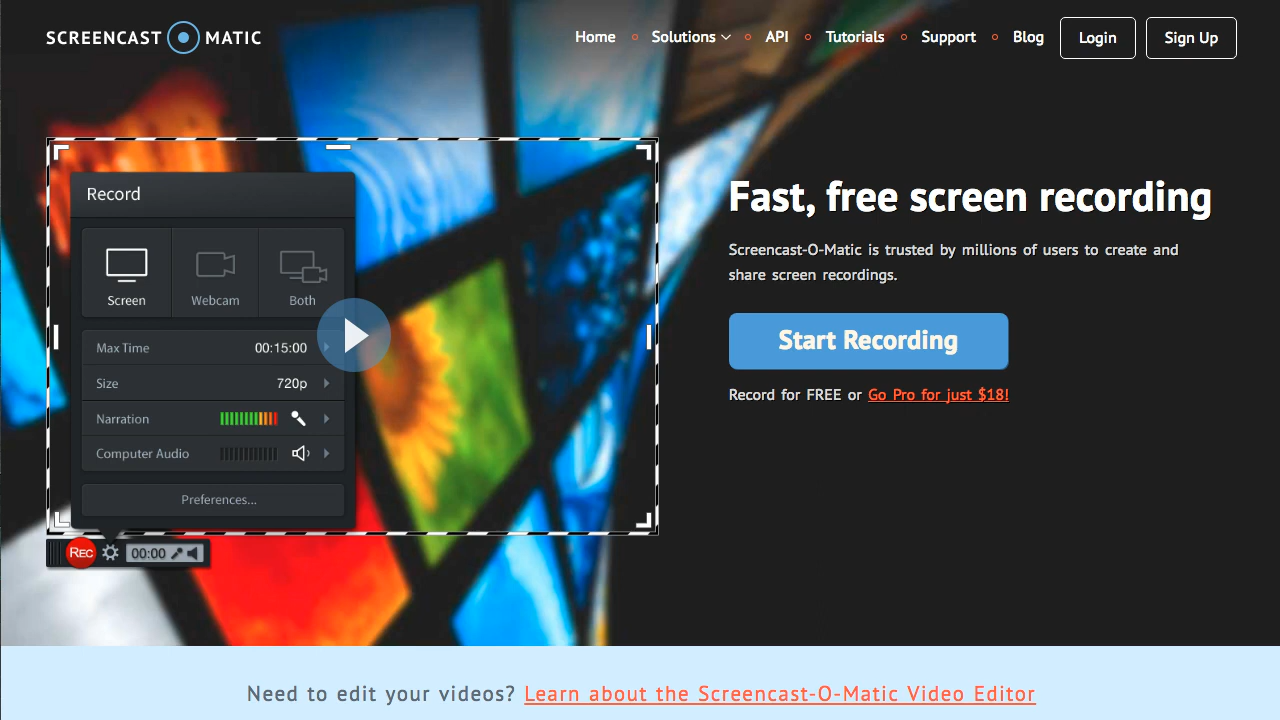 SCREENCAST MATIC
Home Solutions API Tutorials Support Blog Login Sign Up
Record
Screen Webcam Both
Max Time 00:15:00
Size 720p
Narration
Computer Audio
Preferences...
REC 00:00
Fast, free screen recording
Screencast-O-Matic is trusted by millions of users to create and
share screen recordings.
Start Recording
Record for FREE or Go Pro for just $18!
Need to edit your videos? Learn about the Screencast-O-Matic Video Editor